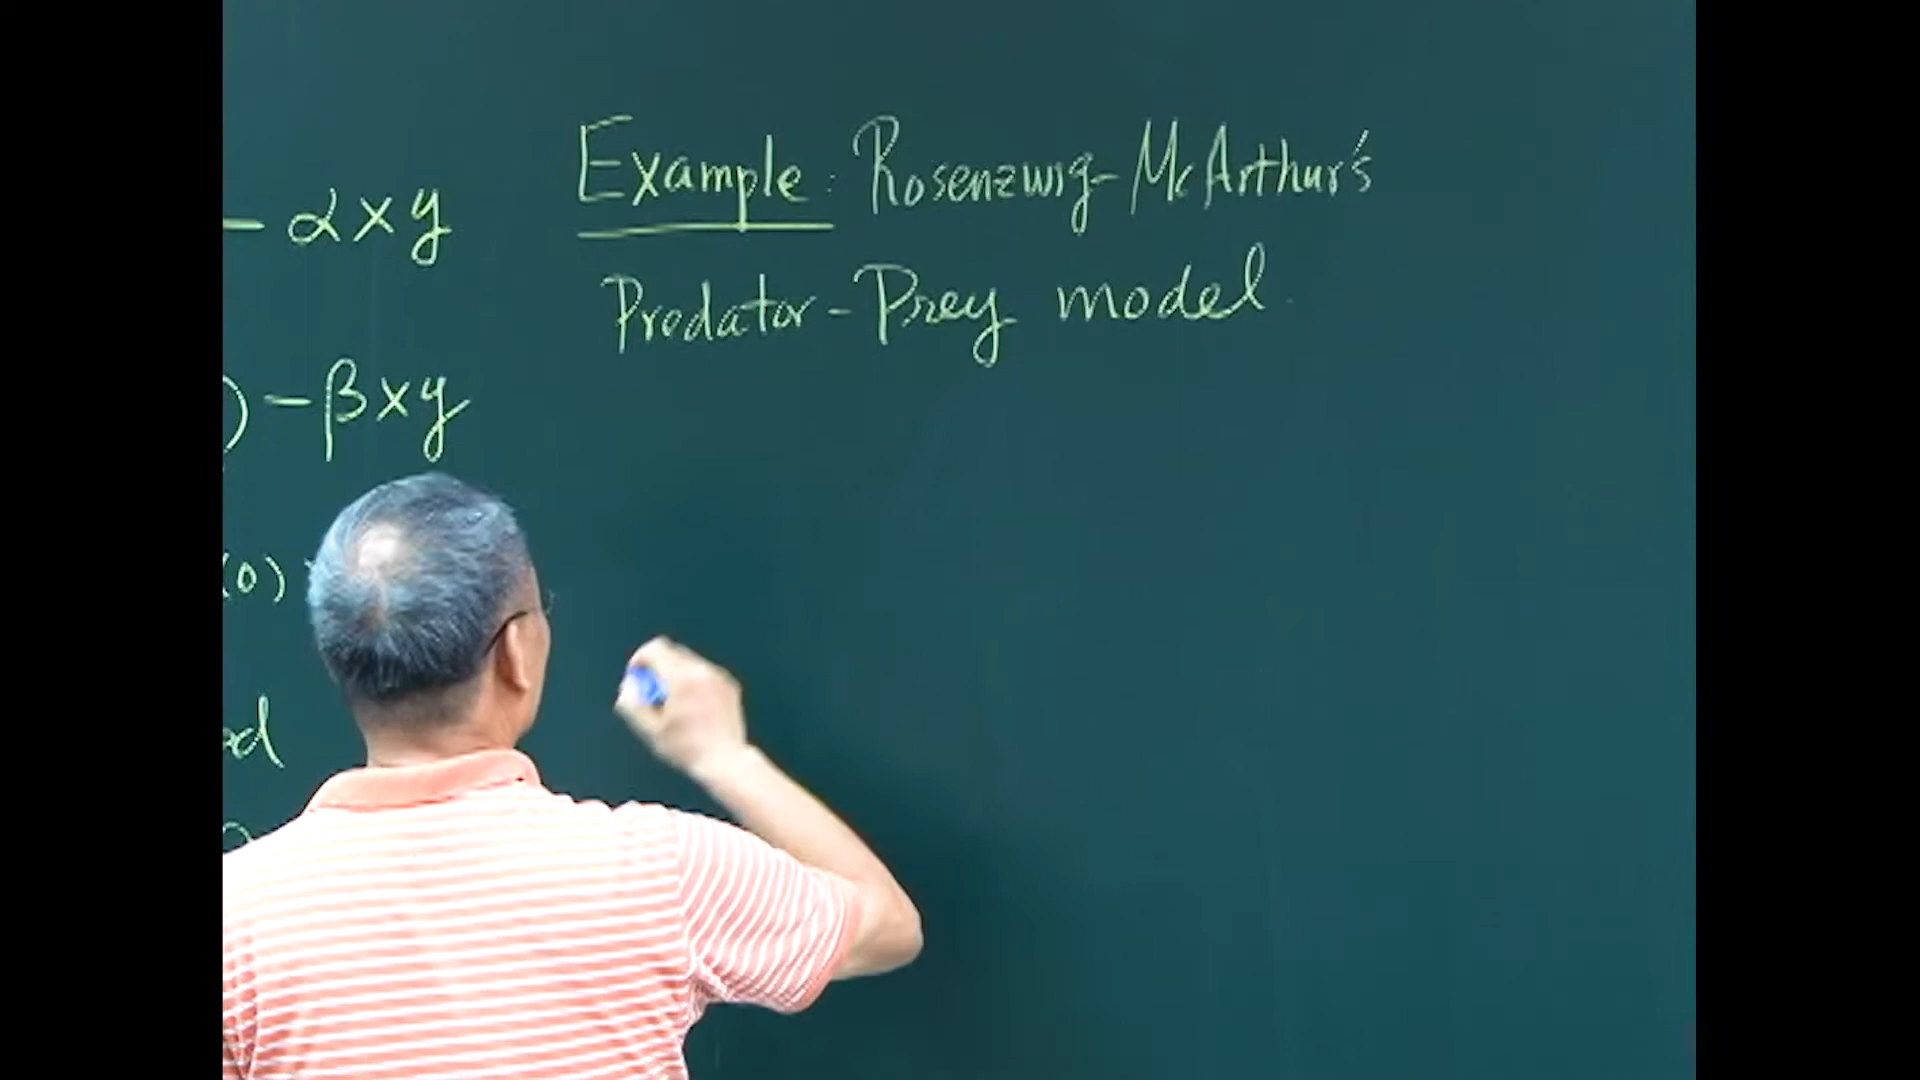 - αxy
) - βxy
(0)
d
Example: Rosenzwig-McArthur's
Predator-Prey model.